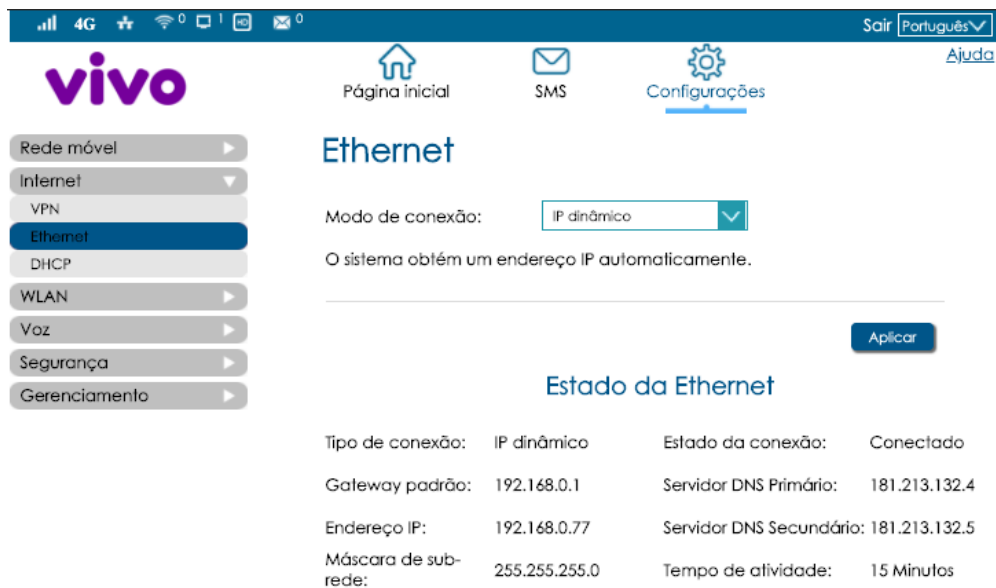 4G 0 1 HD 0 Sair Português
vivo
Página inicial SMS Configurações Ajuda
Rede móvel
Internet
VPN
Ethernet
DHCP
WLAN
Voz
Segurança
Gerenciamento
Ethernet
Modo de conexão: IP dinâmico
O sistema obtém um endereço IP automaticamente.
Aplicar
Estado da Ethernet
Tipo de conexão: IP dinâmico Estado da conexão: Conectado
Gateway padrão: 192.168.0.1 Servidor DNS Primário: 181.213.132.4
Endereço IP: 192.168.0.77 Servidor DNS Secundário: 181.213.132.5
Máscara de sub-
rede: 255.255.255.0 Tempo de atividade: 15 Minutos